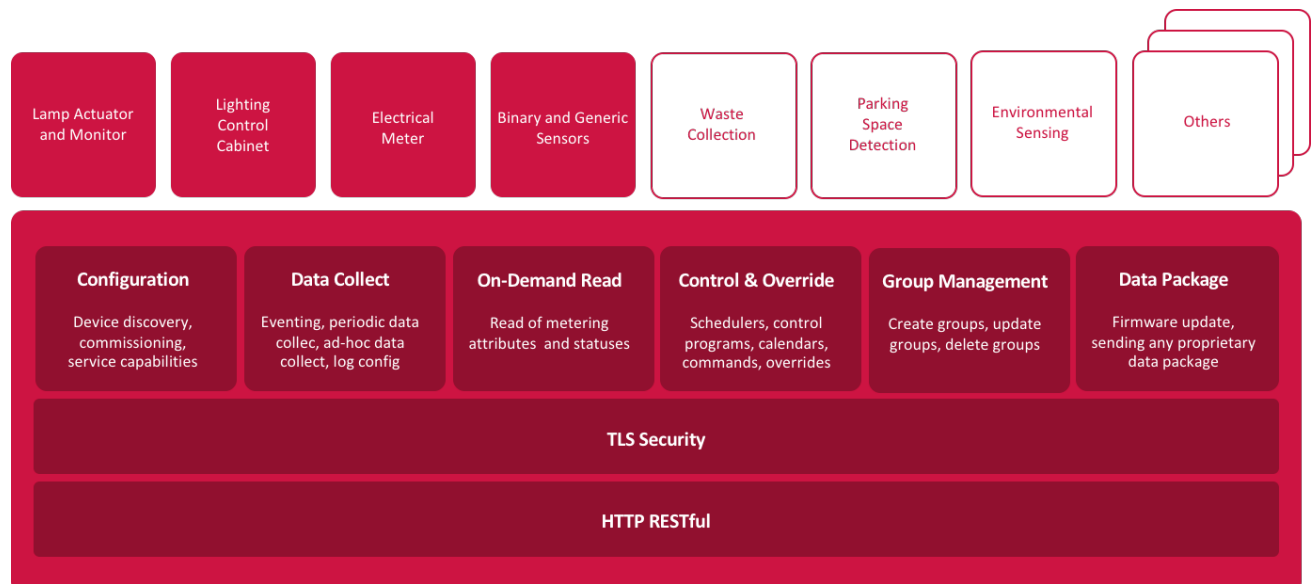 Lamp Actuator
and Monitor
Lighting
Control
Cabinet
Electrical
Meter
Binary and Generic
Sensors
Waste
Collection
Parking
Space
Detection
Environmental
Sensing
Others
Configuration
Device discovery,
commissioning,
service capabilities
Data Collect
Eventing, periodic data
collec, ad-hoc data
collect, log config
On-Demand Read
Read of metering
attributes and statuses
Control & Override
Schedulers, control
programs, calendars,
commands, overrides
Group Management
Create groups, update
groups, delete groups
Data Package
Firmware update,
sending any proprietary
data package
TLS Security
HTTP RESTful